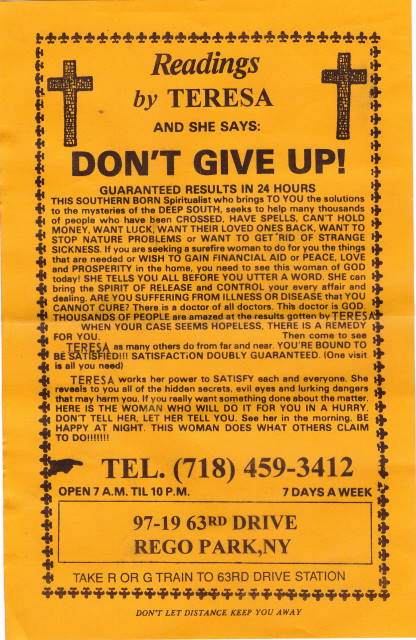 Readings
by TERESA
AND SHE SAYS:
DON'T GIVE UP!
GUARANTEED RESULTS IN 24 HOURS
THIS SOUTHERN BORN Spiritualist who brings TO YOU the solutions
to the mysteries of the DEEP SOUTH, seeks to help many thousands
of people who have been CROSSED, HAVE SPELLS, CAN'T HOLD
MONEY, WANT LUCK, WANT THEIR LOVED ONES BACK, WANT TO
STOP NATURE PROBLEMS or WANT TO GET RID OF STRANGE
SICKNESS. If you are seeking a surefire woman to do for you the things
that are needed or WISH TO GAIN FINANCIAL AID or PEACE, LOVE
and PROSPERITY in the home, you need to see this woman of GOD
today! SHE TELLS YOU ALL BEFORE YOU UTTER A WORD. SHE can
bring the SPIRIT OF RELEASE and CONTROL your every affair and
dealing. ARE YOU SUFFERING FROM ILLNESS OR DISEASE that YOU
CANNOT CURE? There is a doctor of all doctors. This doctor is GOD.
THOUSANDS OF PEOPLE are amazed at the results gotten by TERESA
WHEN YOUR CASE SEEMS HOPELESS, THERE IS A REMEDY
FOR YOU. Then come to see
TERESA as many others do from far and near. YOU'RE BOUND TO
BE SATISFIED!!! SATISFACTION DOUBLY GUARANTEED. (One visit
is all you need)
TERESA works her power to SATISFY each and everyone. She
reveals to you all of the hidden secrets, evil eyes and lurking dangers
that may harm you. If you really want something done about the matter,
HERE IS THE WOMAN WHO WILL DO IT FOR YOU IN A HURRY.
DON'T TELL HER, LET HER TELL YOU. See her in the morning. BE
HAPPY AT NIGHT. THIS WOMAN DOES WHAT OTHERS CLAIM
TO DO!!!!!!!
TEL. (718) 459-3412
OPEN 7 A.M. TIL 10 P.M. 7 DAYS A WEEK
97-19 63RD DRIVE
REGO PARK,NY
TAKE R OR G TRAIN TO 63RD DRIVE STATION
DON'T LET DISTANCE KEEP YOU AWAY